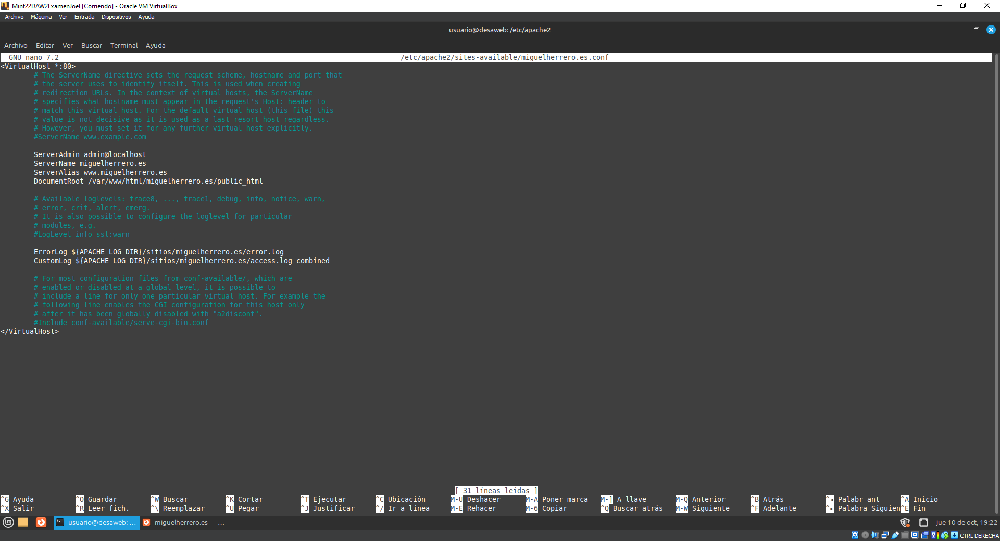 Mint22DAW2ExamenJoel [Corriendo] - Oracle VM VirtualBox
Archivo Máquina Ver Entrada Dispositivos Ayuda
usuario@desaweb: /etc/apache2
Archivo Editar Ver Buscar Terminal Ayuda
GNU nano 7.2 /etc/apache2/sites-available/miguelherrero.es.conf
<VirtualHost *:80>
# The ServerName directive sets the request scheme, hostname and port that
# the server uses to identify itself. This is used when creating
# redirection URLs. In the context of virtual hosts, the ServerName
# specifies what hostname must appear in the request's Host: header to
# match this virtual host. For the default virtual host (this file) this
# value is not decisive as it is used as a last resort host regardless.
# However, you must set it for any further virtual host explicitly.
#ServerName www.example.com
ServerAdmin admin@localhost
ServerName miguelherrero.es
ServerAlias www.miguelherrero.es
DocumentRoot /var/www/html/miguelherrero.es/public_html
# Available loglevels: trace8, ..., trace1, debug, info, notice, warn,
# error, crit, alert, emerg.
# It is also possible to configure the loglevel for particular
# modules, e.g.
#LogLevel info ssl:warn
ErrorLog ${APACHE_LOG_DIR}/sitios/miguelherrero.es/error.log
CustomLog ${APACHE_LOG_DIR}/sitios/miguelherrero.es/access.log combined
# For most configuration files from conf-available/, which are
# enabled or disabled at a global level, it is possible to
# include a line for only one particular virtual host. For example the
# following line enables the CGI configuration for this host only
# after it has been globally disabled with "a2disconf".
#Include conf-available/serve-cgi-bin.conf
</VirtualHost>
[ 31 líneas leídas ]
^G Ayuda ^O Guardar ^W Buscar ^K Cortar ^T Ejecutar ^C Ubicación M-U Deshacer M-A Poner marca M-] A llave M-Q Anterior ^B Atrás ^◂ Palabr ant ^A Inicio
^X Salir ^R Leer fich. ^\ Reemplazar ^U Pegar ^J Justificar ^/ Ir a línea M-E Rehacer M-6 Copiar ^Q Buscar atrás M-W Siguiente ^F Adelante ^▸ Palabra Siguien ^E Fin
usuario@desaweb: ... miguelherrero.es — ... jue 10 de oct, 19:22
CTRL DERECHA